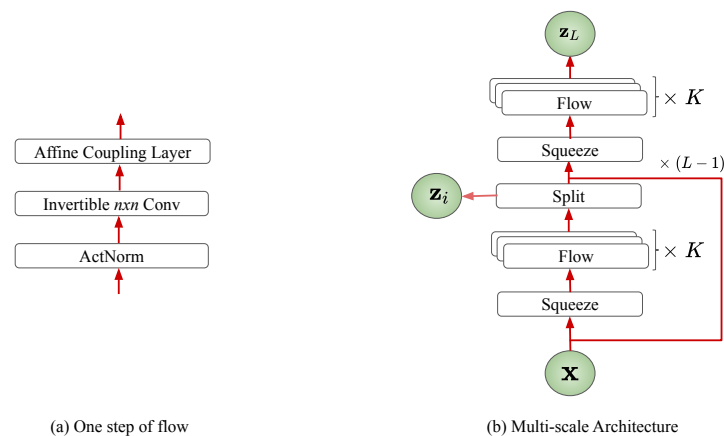 Affine Coupling Layer
Invertible nxn Conv
ActNorm
(a) One step of flow
z_L
Flow
× K
Squeeze
× (L − 1)
z_i
Split
Flow
× K
Squeeze
x
(b) Multi-scale Architecture